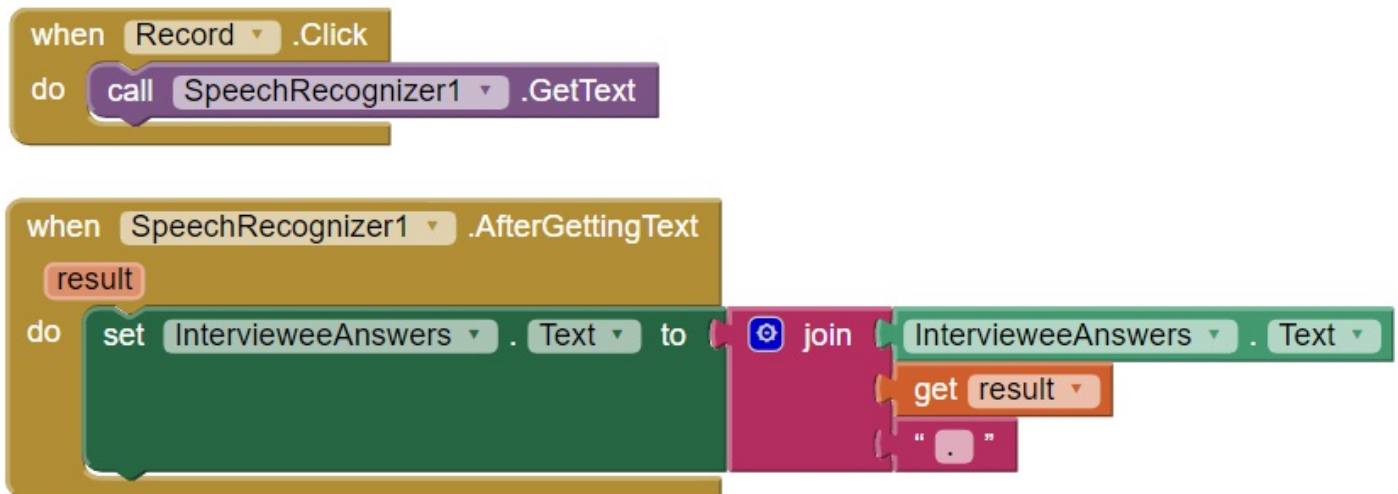 when Record .Click
do call SpeechRecognizer1 .GetText
when SpeechRecognizer1 .AfterGettingText
result
do set IntervieweeAnswers . Text to join IntervieweeAnswers . Text
get result
“ . ”